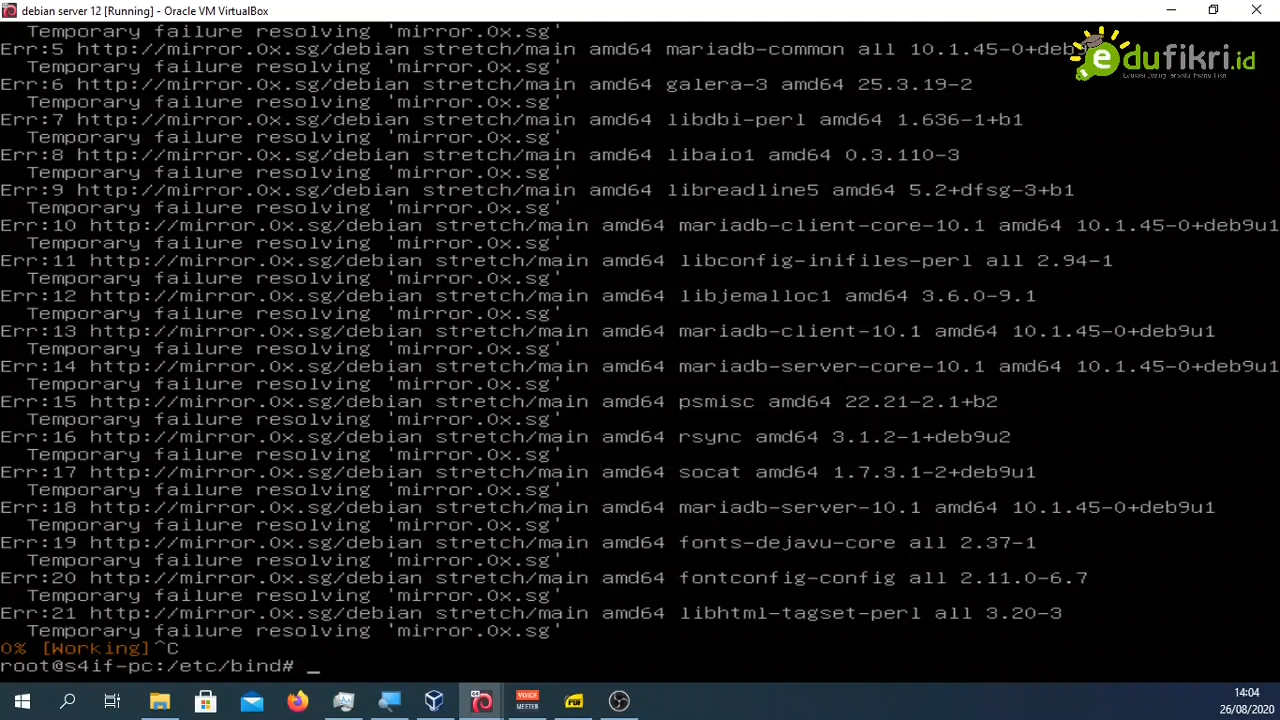 debian server 12 [Running] - Oracle VM VirtualBox
Temporary failure resolving 'mirror.0x.sg'
Err:5 http://mirror.0x.sg/debian stretch/main amd64 mariadb-common all 10.1.45-0+deb
Temporary failure resolving 'mirror.0x.sg'
Err:6 http://mirror.0x.sg/debian stretch/main amd64 galera-3 amd64 25.3.19-2
Temporary failure resolving 'mirror.0x.sg'
Err:7 http://mirror.0x.sg/debian stretch/main amd64 libdbi-perl amd64 1.636-1+b1
Temporary failure resolving 'mirror.0x.sg'
Err:8 http://mirror.0x.sg/debian stretch/main amd64 libaio1 amd64 0.3.110-3
Temporary failure resolving 'mirror.0x.sg'
Err:9 http://mirror.0x.sg/debian stretch/main amd64 libreadline5 amd64 5.2+dfsg-3+b1
Temporary failure resolving 'mirror.0x.sg'
Err:10 http://mirror.0x.sg/debian stretch/main amd64 mariadb-client-core-10.1 amd64 10.1.45-0+deb9u1
Temporary failure resolving 'mirror.0x.sg'
Err:11 http://mirror.0x.sg/debian stretch/main amd64 libconfig-inifiles-perl all 2.94-1
Temporary failure resolving 'mirror.0x.sg'
Err:12 http://mirror.0x.sg/debian stretch/main amd64 libjemalloc1 amd64 3.6.0-9.1
Temporary failure resolving 'mirror.0x.sg'
Err:13 http://mirror.0x.sg/debian stretch/main amd64 mariadb-client-10.1 amd64 10.1.45-0+deb9u1
Temporary failure resolving 'mirror.0x.sg'
Err:14 http://mirror.0x.sg/debian stretch/main amd64 mariadb-server-core-10.1 amd64 10.1.45-0+deb9u1
Temporary failure resolving 'mirror.0x.sg'
Err:15 http://mirror.0x.sg/debian stretch/main amd64 psmisc amd64 22.21-2.1+b2
Temporary failure resolving 'mirror.0x.sg'
Err:16 http://mirror.0x.sg/debian stretch/main amd64 rsync amd64 3.1.2-1+deb9u2
Temporary failure resolving 'mirror.0x.sg'
Err:17 http://mirror.0x.sg/debian stretch/main amd64 socat amd64 1.7.3.1-2+deb9u1
Temporary failure resolving 'mirror.0x.sg'
Err:18 http://mirror.0x.sg/debian stretch/main amd64 mariadb-server-10.1 amd64 10.1.45-0+deb9u1
Temporary failure resolving 'mirror.0x.sg'
Err:19 http://mirror.0x.sg/debian stretch/main amd64 fonts-dejavu-core all 2.37-1
Temporary failure resolving 'mirror.0x.sg'
Err:20 http://mirror.0x.sg/debian stretch/main amd64 fontconfig-config all 2.11.0-6.7
Temporary failure resolving 'mirror.0x.sg'
Err:21 http://mirror.0x.sg/debian stretch/main amd64 libhtml-tagset-perl all 3.20-3
Temporary failure resolving 'mirror.0x.sg'
0% [Working]^C
root@s4if-pc:/etc/bind# _
edufikri.id
VOICE
MEETER
PDF
14:04
26/08/2020